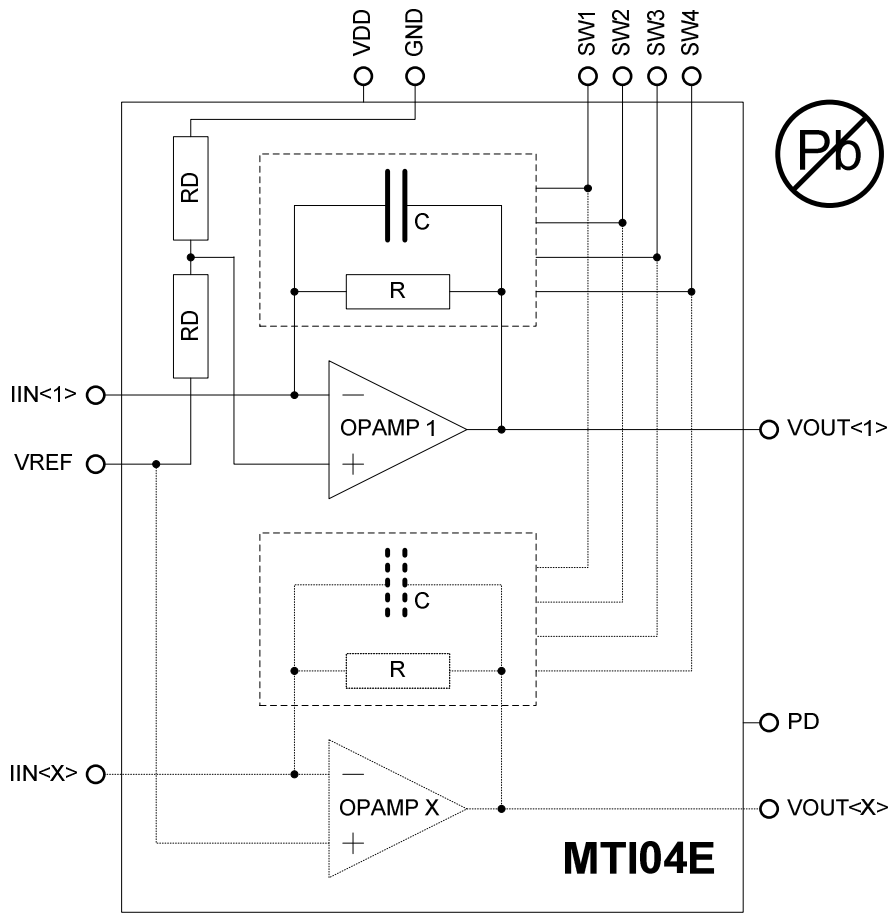 VDD
GND
SW1
SW2
SW3
SW4
Pb
RD
C
R
RD
IIN<1>
OPAMP 1
VOUT<1>
VREF
C
R
PD
IIN<X>
OPAMP X
VOUT<X>
MTI04E